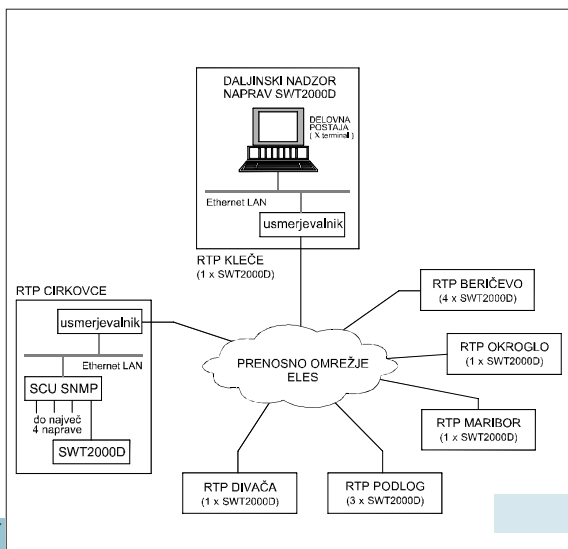 DALJINSKI NADZOR
NAPRAV SWT2000D
DELOVNA
POSTAJA
( X terminal )
Ethernet LAN
usmerjevalnik
RTP KLEČE
(1 x SWT2000D)
RTP CIRKOVCE
usmerjevalnik
Ethernet LAN
SCU SNMP
do največ
4 naprave
SWT2000D
PRENOSNO OMREŽJE
ELES
RTP BERIČEVO
(4 x SWT2000D)
RTP OKROGLO
(1 x SWT2000D)
RTP MARIBOR
(1 x SWT2000D)
RTP DIVAČA
(1 x SWT2000D)
RTP PODLOG
(3 x SWT2000D)